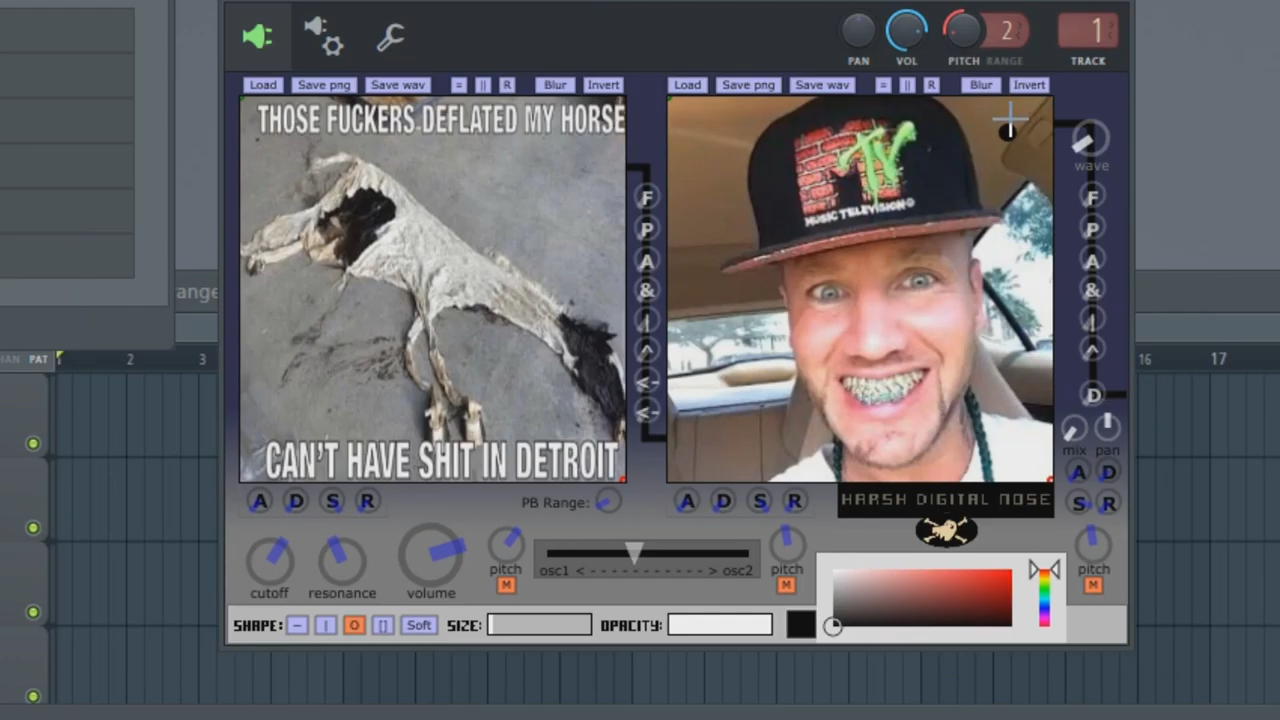 2
1
PAN
VOL
PITCH RANGE
TRACK
Load Save png Save wav = || R Blur Invert
Load Save png Save wav = || R Blur Invert
THOSE FUCKERS DEFLATED MY HORSE
CAN'T HAVE SHIT IN DETROIT
MTV
MUSIC TELEVISION®
F
P
A
&
|
^
<-
<-
wave
F
P
A
&
|
^
D
mix pan
A D
S R
A D S R
PB Range:
A D S R
HARSH DIGITAL NOSE
cutoff
resonance
volume
pitch
M
osc1 < - - - - - - - - - - - > osc2
pitch
M
pitch
M
SHAPE: — | O [] Soft SIZE: OPACITY:
PAT
2
3
16
17